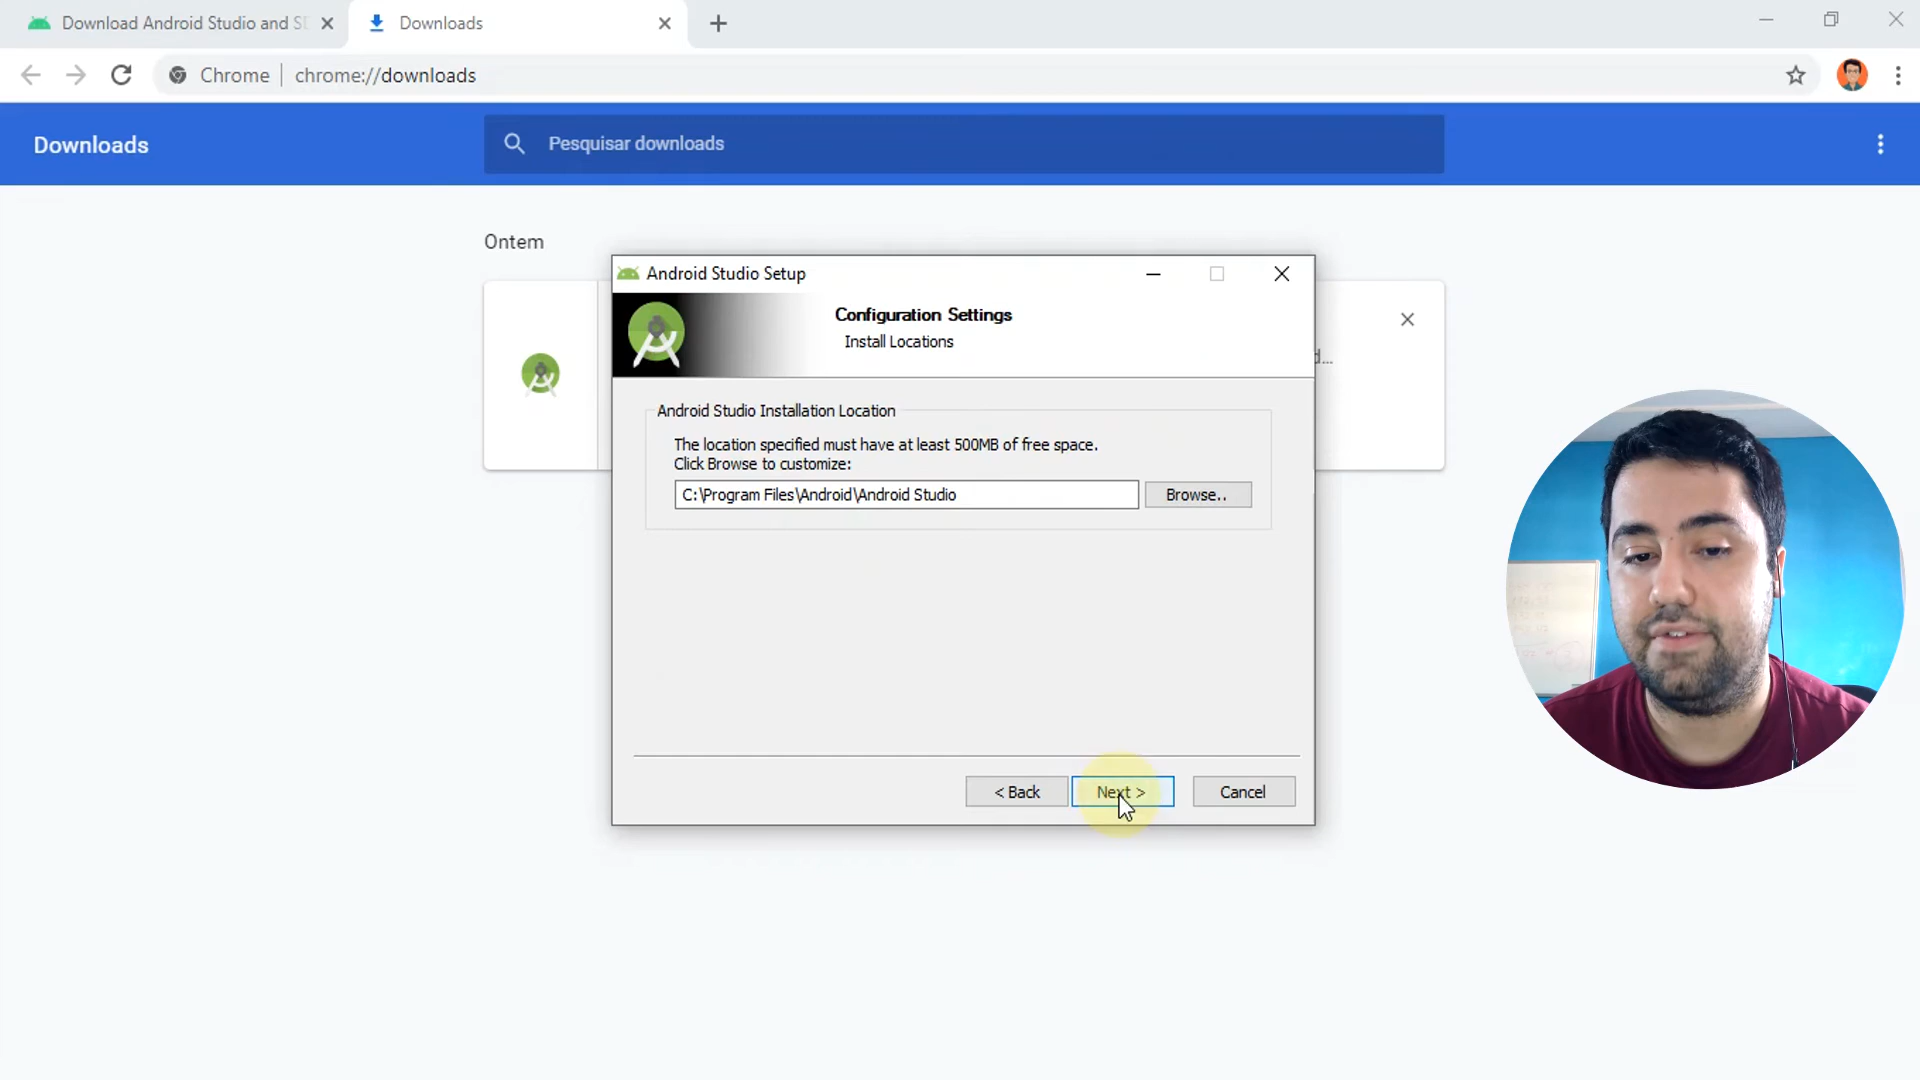 Download Android Studio and S
Downloads
Chrome | chrome://downloads
Downloads
Pesquisar downloads
Ontem
Android Studio Setup
Configuration Settings
Install Locations
d...
Android Studio Installation Location
The location specified must have at least 500MB of free space.
Click Browse to customize:
C:\Program Files\Android\Android Studio
Browse..
< Back
Next >
Cancel